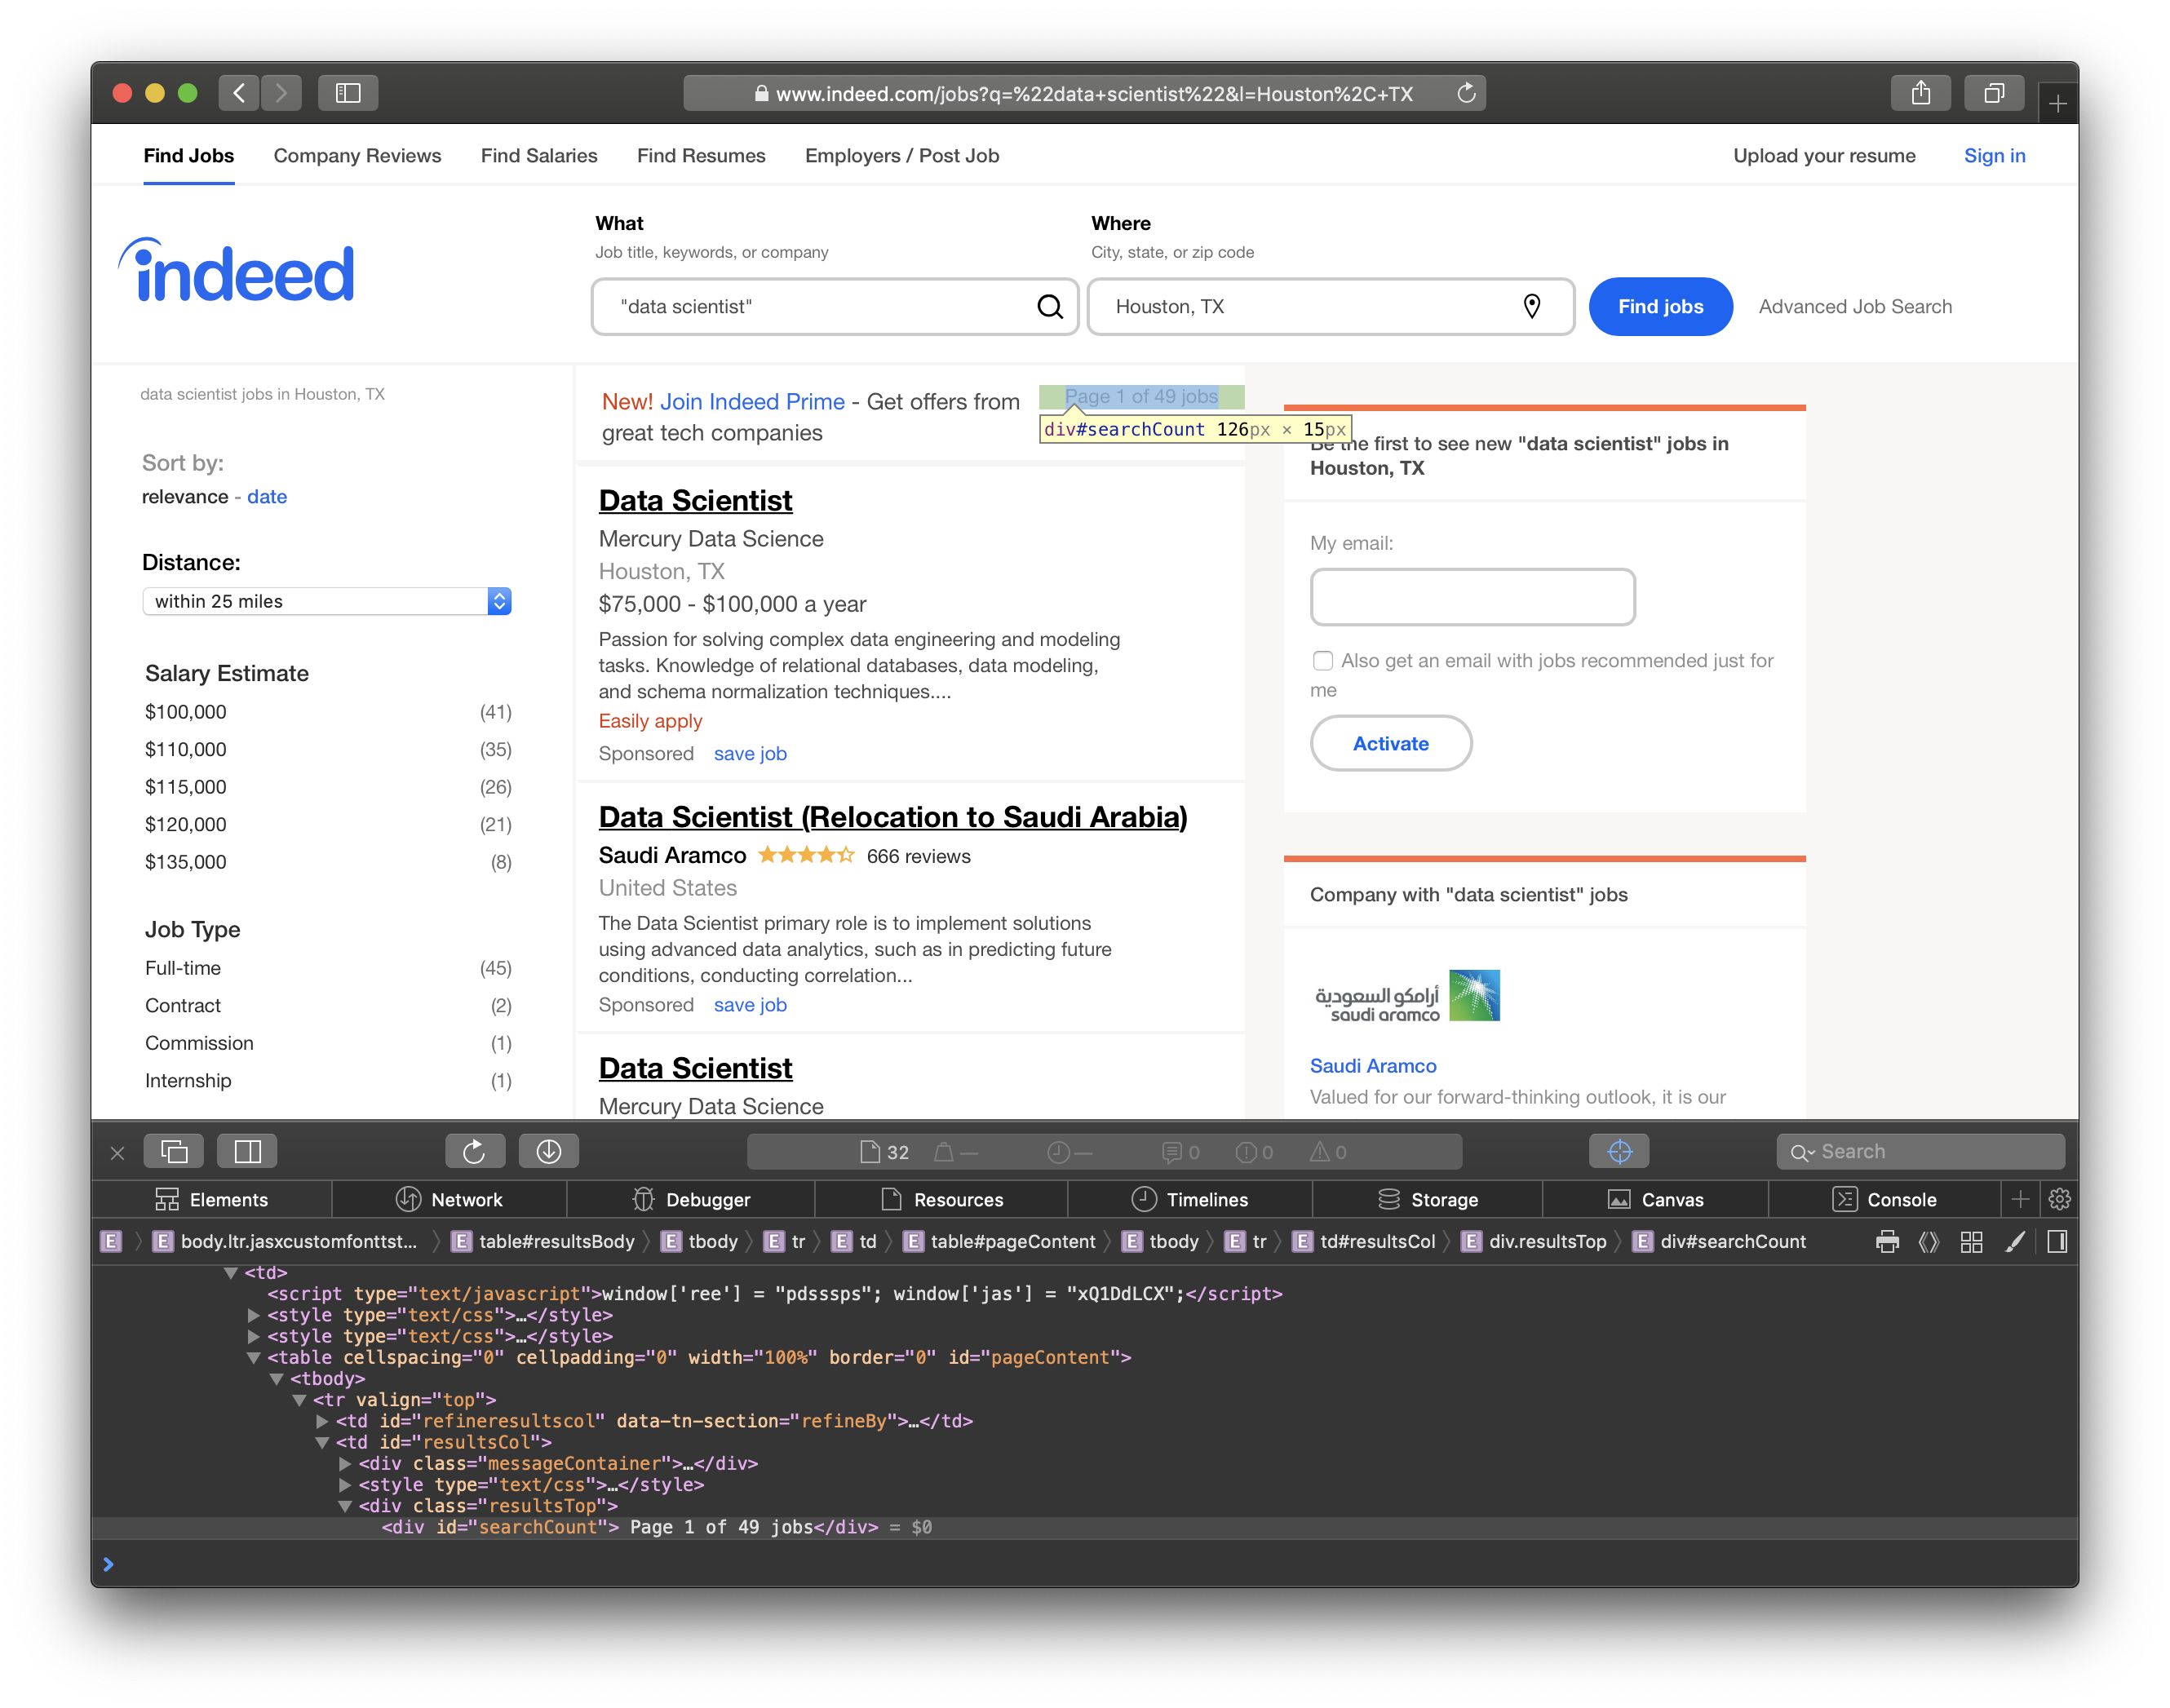 www.indeed.com/jobs?q=%22data+scientist%22&l=Houston%2C+TX
Find Jobs Company Reviews Find Salaries Find Resumes Employers / Post Job Upload your resume Sign in
indeed
What
Job title, keywords, or company
"data scientist"
Where
City, state, or zip code
Houston, TX
Find jobs
Advanced Job Search
data scientist jobs in Houston, TX
Sort by:
relevance - date
Distance:
within 25 miles
Salary Estimate
$100,000 (41)
$110,000 (35)
$115,000 (26)
$120,000 (21)
$135,000 (8)
Job Type
Full-time (45)
Contract (2)
Commission (1)
Internship (1)
New! Join Indeed Prime - Get offers from
great tech companies
Page 1 of 49 jobs
div#searchCount 126px × 15px
Data Scientist
Mercury Data Science
Houston, TX
$75,000 - $100,000 a year
Passion for solving complex data engineering and modeling
tasks. Knowledge of relational databases, data modeling,
and schema normalization techniques....
Easily apply
Sponsored save job
Data Scientist (Relocation to Saudi Arabia)
Saudi Aramco 666 reviews
United States
The Data Scientist primary role is to implement solutions
using advanced data analytics, such as in predicting future
conditions, conducting correlation...
Sponsored save job
Data Scientist
Mercury Data Science
Be the first to see new "data scientist" jobs in
Houston, TX
My email:
Also get an email with jobs recommended just for
me
Activate
Company with "data scientist" jobs
أرامكو السعودية
saudi aramco
Saudi Aramco
Valued for our forward-thinking outlook, it is our
32 — — 0 0 0 Search
Elements Network Debugger Resources Timelines Storage Canvas Console
E E body.ltr.jasxcustomfonttst... E table#resultsBody E tbody E tr E td E table#pageContent E tbody E tr E td#resultsCol E div.resultsTop E div#searchCount
<td>
<script type="text/javascript">window['ree'] = "pdsssps"; window['jas'] = "xQ1DdLCX";</script>
<style type="text/css">…</style>
<style type="text/css">…</style>
<table cellspacing="0" cellpadding="0" width="100%" border="0" id="pageContent">
<tbody>
<tr valign="top">
<td id="refineresultscol" data-tn-section="refineBy">…</td>
<td id="resultsCol">
<div class="messageContainer">…</div>
<style type="text/css">…</style>
<div class="resultsTop">
<div id="searchCount"> Page 1 of 49 jobs</div> = $0